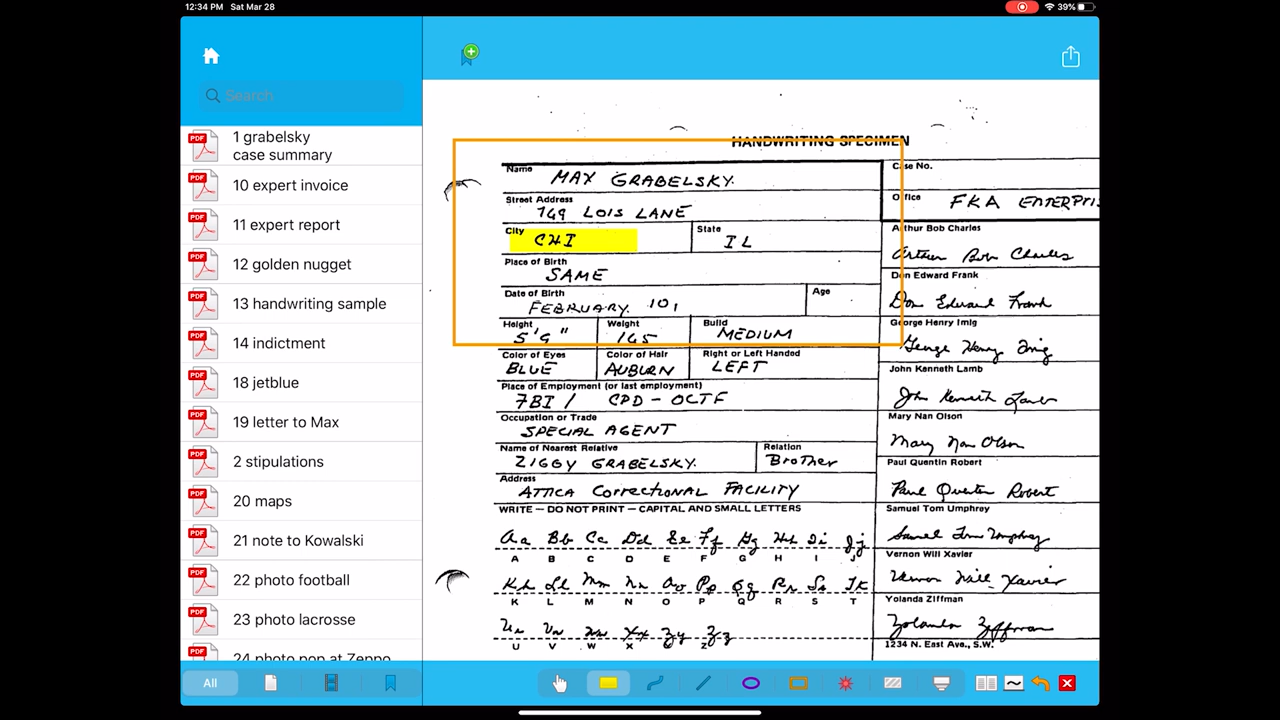 12:34 PM Sat Mar 28
39%
Search
1 grabelsky
case summary
10 expert invoice
11 expert report
12 golden nugget
13 handwriting sample
14 indictment
18 jetblue
19 letter to Max
2 stipulations
20 maps
21 note to Kowalski
22 photo football
23 photo lacrosse
24 photo pop at Zeppo
All
HANDWRITING SPECIMEN
Name
MAX GRABELSKY.
Street Address
749 LOIS LANE
City
CHI
State
IL
Place of Birth
SAME
Date of Birth
FEBRUARY. 10,
Age
Height
5'9"
Weight
165
Build
MEDIUM
Color of Eyes
BLUE
Color of Hair
AUBURN
Right or Left Handed
LEFT
Place of Employment (or last employment)
7BI / CPD - OCTF
Occupation or Trade
SPECIAL AGENT
Name of Nearest Relative
ZIGGY GRABELSKY.
Relation
Brother
Address
ATTICA Correctional FACILITY
WRITE — DO NOT PRINT — CAPITAL AND SMALL LETTERS
Aa Bb Cc Dd Ee Ff Gg Hh Ii Jj
A B C D E F G H I J
Kk Ll Mm Nn Oo Pp Qq Rr Ss Tt
K L M N O P Q R S T
Uu Vv Ww Xx Yy Zz
U V W X Z
Case No.
Office
FKA ENTERPRIS
Arthur Bob Charles
Arthur Bob Charles
Don Edward Frank
Don Edward Frank
George Henry Imig
George Henry Imig
John Kenneth Lamb
John Kenneth Lamb
Mary Nan Olson
Mary Nan Olson
Paul Quentin Robert
Paul Quentin Robert
Samuel Tom Umphrey
Samuel Tom Umphrey
Vernon Will Xavier
Vernon Will Xavier
Yolanda Ziffman
Yolanda Ziffman
1234 N. East Ave., S.W.